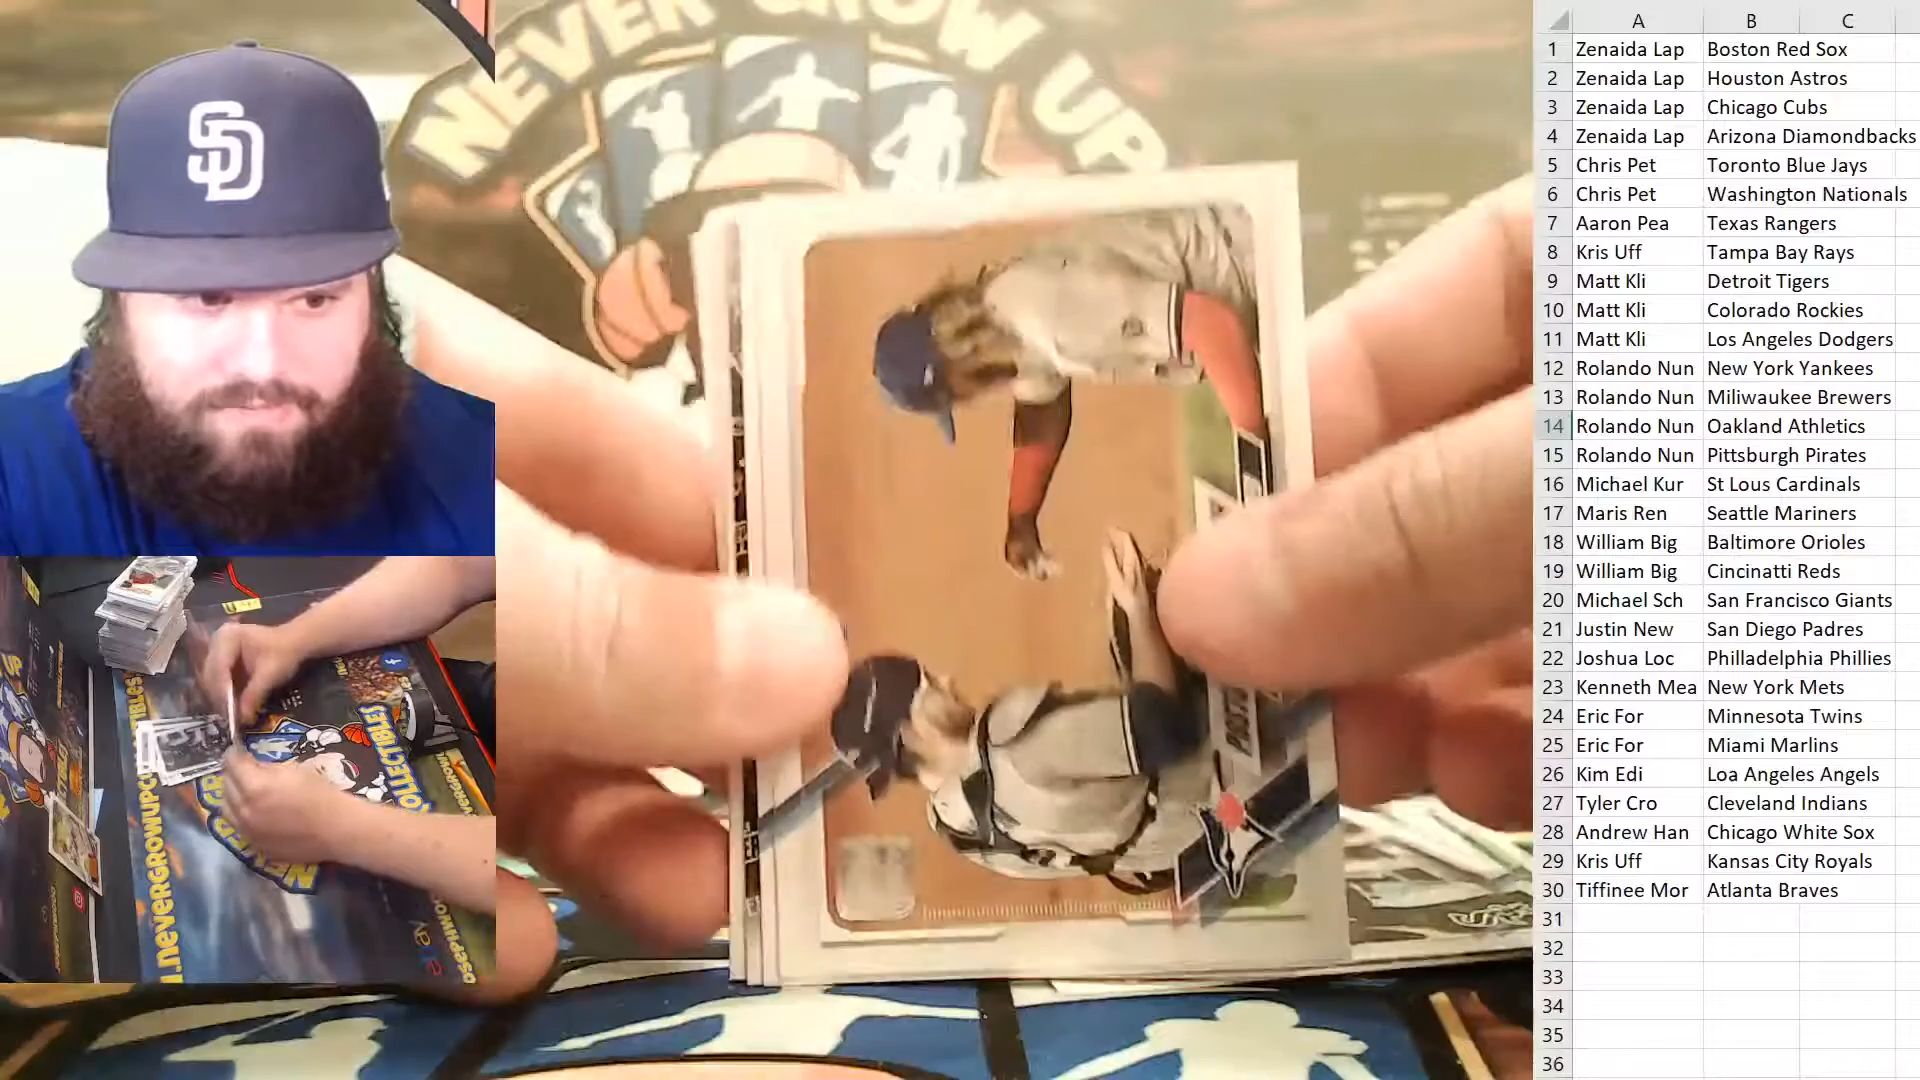 NEVER GROW UP
SD
A B C
1 Zenaida Lap Boston Red Sox
2 Zenaida Lap Houston Astros
3 Zenaida Lap Chicago Cubs
4 Zenaida Lap Arizona Diamondbacks
5 Chris Pet Toronto Blue Jays
6 Chris Pet Washington Nationals
7 Aaron Pea Texas Rangers
8 Kris Uff Tampa Bay Rays
9 Matt Kli Detroit Tigers
10 Matt Kli Colorado Rockies
11 Matt Kli Los Angeles Dodgers
12 Rolando Nun New York Yankees
13 Rolando Nun Miliwaukee Brewers
14 Rolando Nun Oakland Athletics
15 Rolando Nun Pittsburgh Pirates
16 Michael Kur St Lous Cardinals
17 Maris Ren Seattle Mariners
18 William Big Baltimore Orioles
19 William Big Cincinatti Reds
20 Michael Sch San Francisco Giants
21 Justin New San Diego Padres
22 Joshua Loc Philladelphia Phillies
23 Kenneth Mea New York Mets
24 Eric For Minnesota Twins
25 Eric For Miami Marlins
26 Kim Edi Loa Angeles Angels
27 Tyler Cro Cleveland Indians
28 Andrew Han Chicago White Sox
29 Kris Uff Kansas City Royals
30 Tiffinee Mor Atlanta Braves
31
32
33
34
35
36